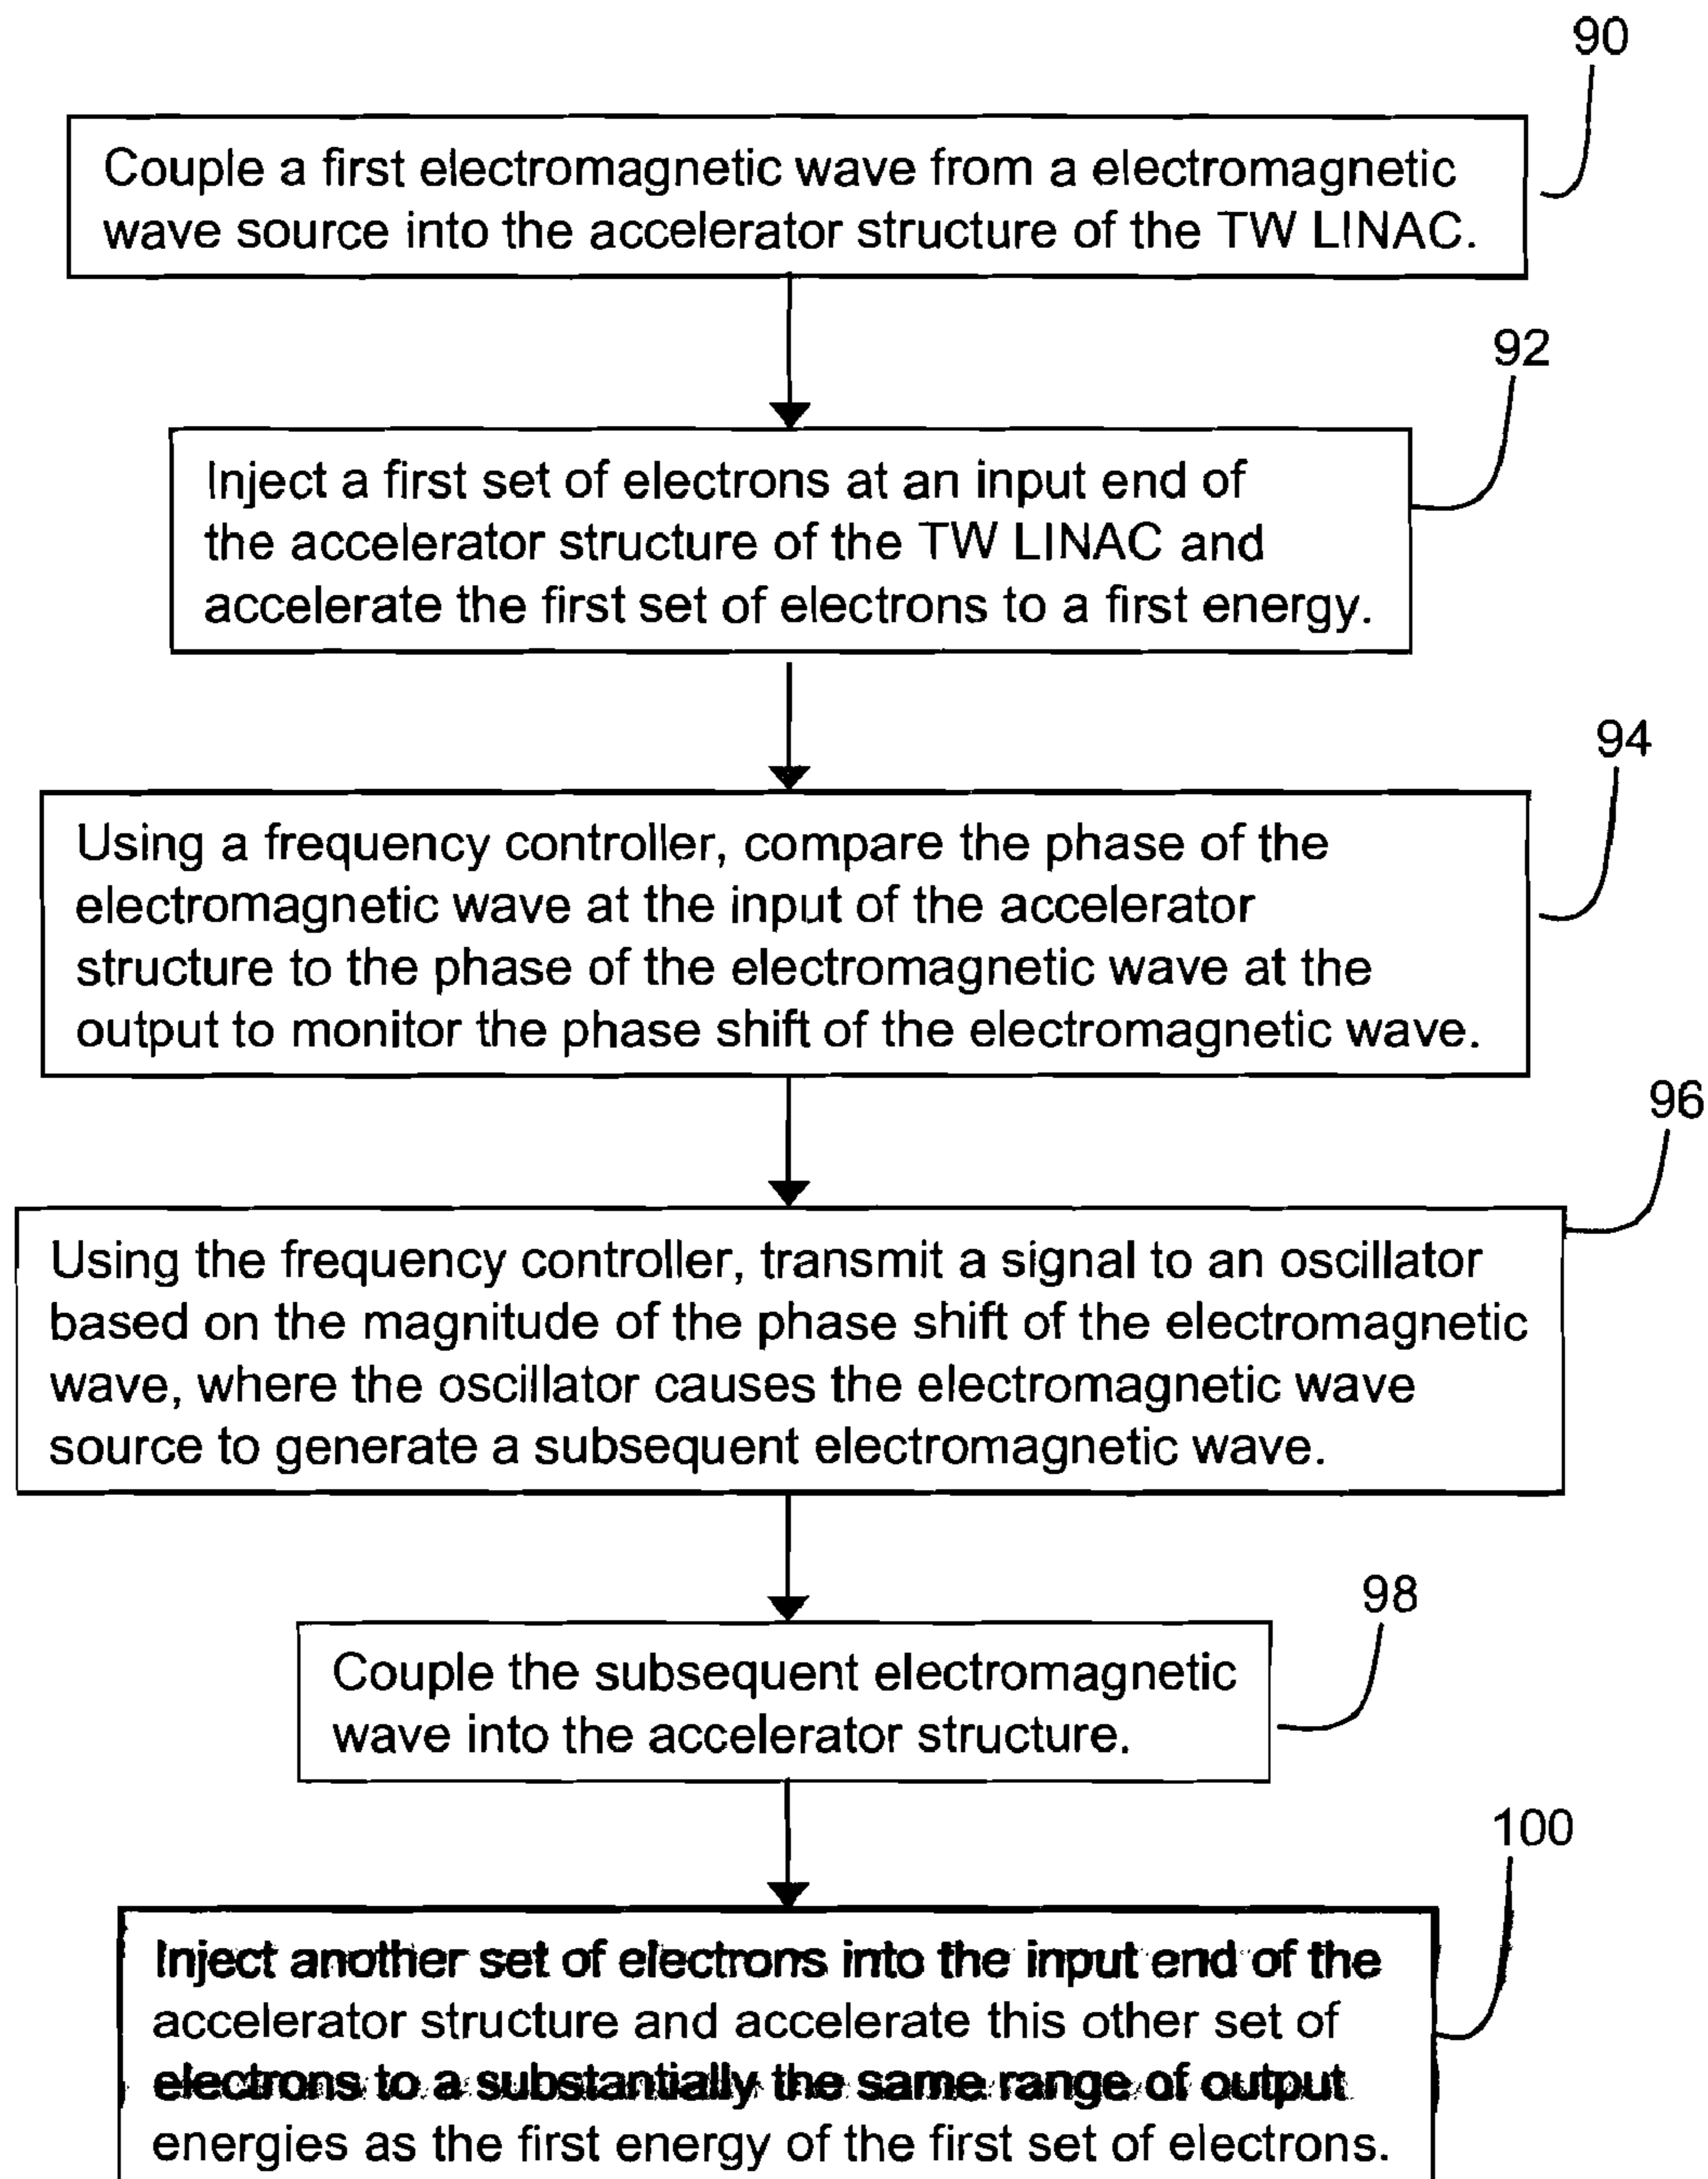 90
Couple a first electromagnetic wave from a electromagnetic
wave source into the accelerator structure of the TW LINAC.
92
Inject a first set of electrons at an input end of
the accelerator structure of the TW LINAC and
accelerate the first set of electrons to a first energy.
94
Using a frequency controller, compare the phase of the
electromagnetic wave at the input of the accelerator
structure to the phase of the electromagnetic wave at the
output to monitor the phase shift of the electromagnetic wave.
96
Using the frequency controller, transmit a signal to an oscillator
based on the magnitude of the phase shift of the electromagnetic
wave, where the oscillator causes the electromagnetic wave
source to generate a subsequent electromagnetic wave.
98
Couple the subsequent electromagnetic
wave into the accelerator structure.
100
Inject another set of electrons into the input end of the
accelerator structure and accelerate this other set of
electrons to a substantially the same range of output
energies as the first energy of the first set of electrons.